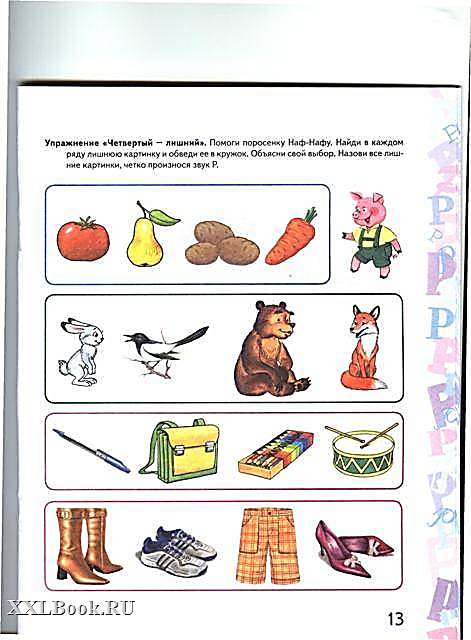 Упражнение «Четвертый — лишний». Помоги поросенку Наф-Нафу. Найди в каждом
ряду лишнюю картинку и обведи ее в кружок. Объясни свой выбор. Назови все лиш-
ние картинки, четко произнося звук Р.
Р
Р
Р
Р
13
XXLBook.RU